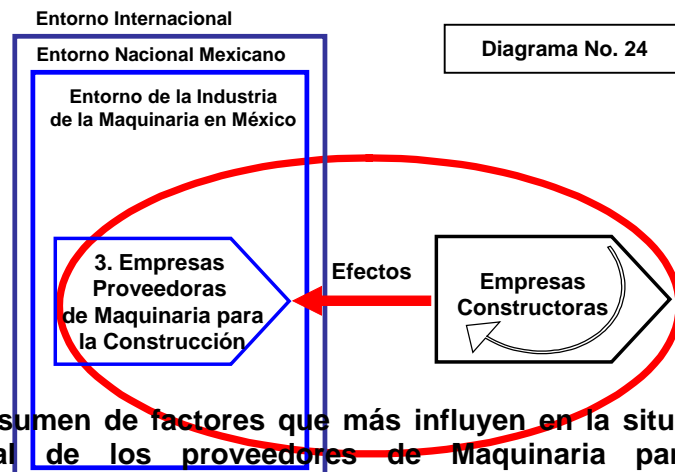 Entorno Internacional
Entorno Nacional Mexicano
Diagrama No. 24
Entorno de la Industria
de la Maquinaria en México
3. Empresas
Proveedoras
de Maquinaria para
la Construcción
Efectos
Empresas
Constructoras
sumen de factores que más influyen en la situ
al de los proveedores de Maquinaria par